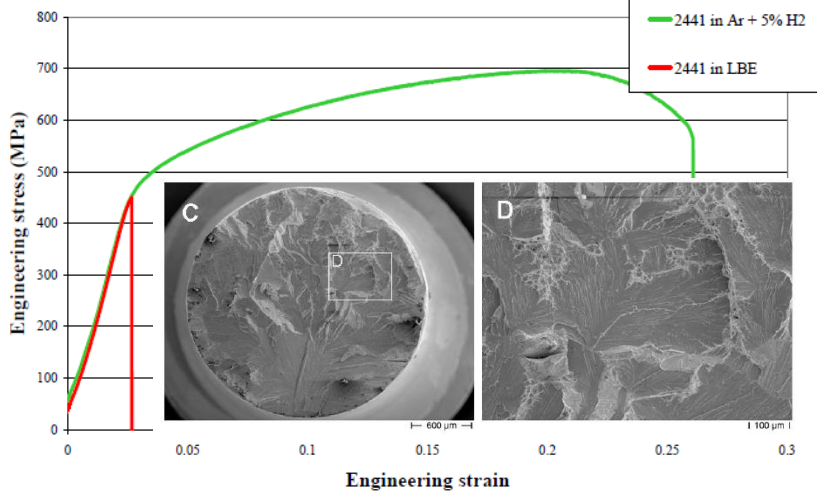 800
700
600
500
400
300
200
100
0
Engineering stress (MPa)
2441 in Ar + 5% H2
2441 in LBE
C
D
D
600 µm
100 µm
0
0.05
0.1
0.15
0.2
0.25
0.3
Engineering strain